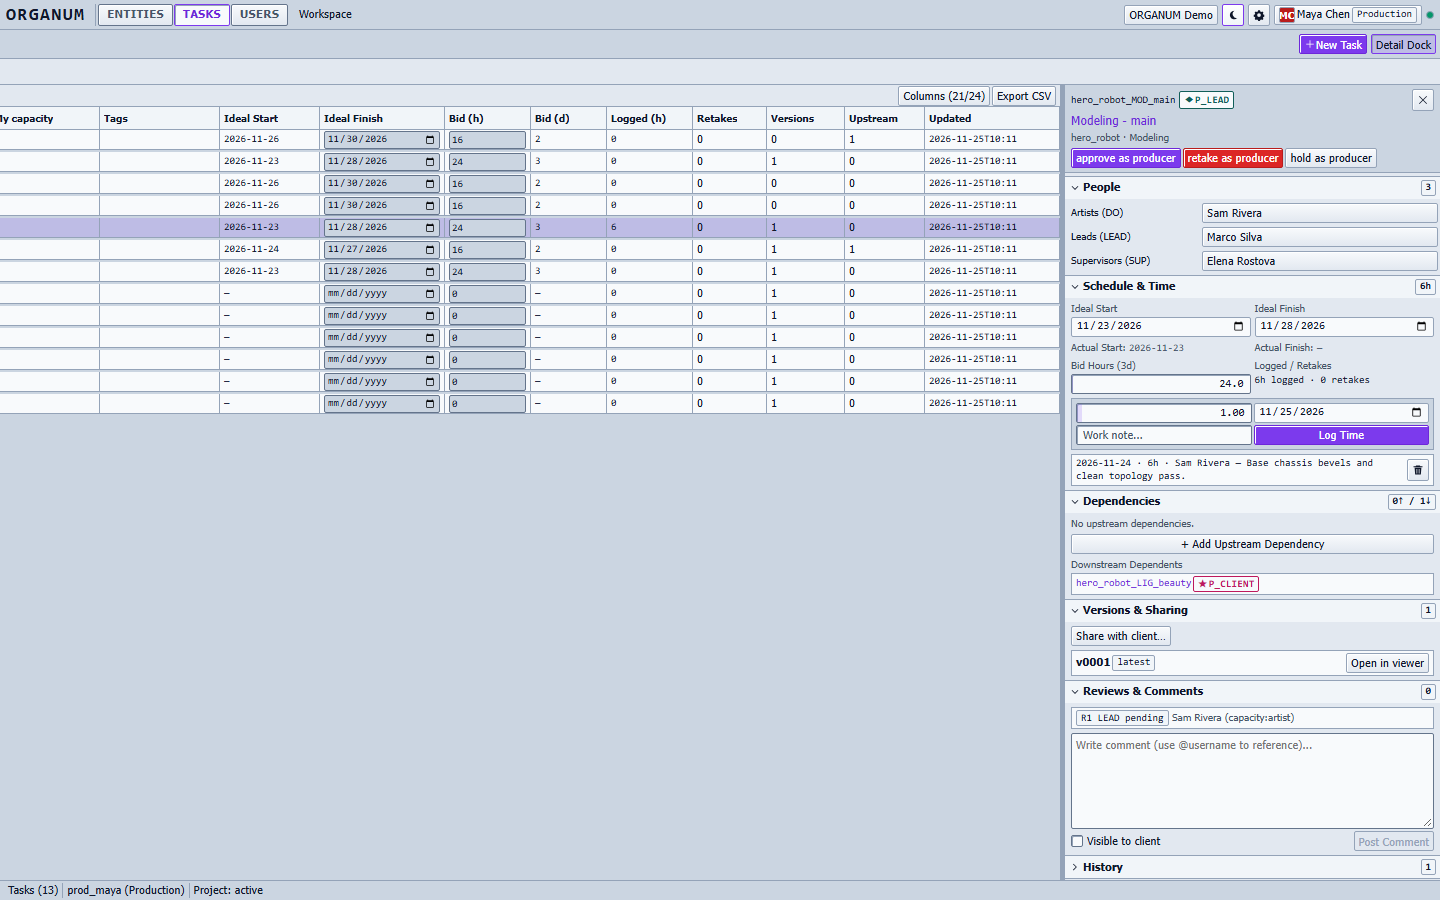 ORGANUM ENTITIES TASKS USERS Workspace ORGANUM Demo MC Maya Chen Production
+ New Task Detail Dock
Columns (21/24) Export CSV
My capacity Tags Ideal Start Ideal Finish Bid (h) Bid (d) Logged (h) Retakes Versions Upstream Updated
2026-11-26 11/30/2026 16 2 0 0 0 1 2026-11-25T10:11
2026-11-23 11/28/2026 24 3 0 0 1 0 2026-11-25T10:11
2026-11-26 11/30/2026 16 2 0 0 0 0 2026-11-25T10:11
2026-11-26 11/30/2026 16 2 0 0 0 0 2026-11-25T10:11
2026-11-23 11/28/2026 24 3 6 0 1 0 2026-11-25T10:11
2026-11-24 11/27/2026 16 2 0 0 1 1 2026-11-25T10:11
2026-11-23 11/28/2026 24 3 0 0 1 0 2026-11-25T10:11
– mm/dd/yyyy 0 – 0 0 1 0 2026-11-25T10:11
– mm/dd/yyyy 0 – 0 0 1 0 2026-11-25T10:11
– mm/dd/yyyy 0 – 0 0 1 0 2026-11-25T10:11
– mm/dd/yyyy 0 – 0 0 1 0 2026-11-25T10:11
– mm/dd/yyyy 0 – 0 0 1 0 2026-11-25T10:11
– mm/dd/yyyy 0 – 0 0 1 0 2026-11-25T10:11
hero_robot_MOD_main ◆P_LEAD
Modeling - main
hero_robot · Modeling
approve as producer retake as producer hold as producer
People 3
Artists (DO) Sam Rivera
Leads (LEAD) Marco Silva
Supervisors (SUP) Elena Rostova
Schedule & Time 6h
Ideal Start Ideal Finish
11/23/2026 11/28/2026
Actual Start: 2026-11-23 Actual Finish: –
Bid Hours (3d) Logged / Retakes
24.0 6h logged · 0 retakes
1.00 11/25/2026
Work note... Log Time
2026-11-24 · 6h · Sam Rivera — Base chassis bevels and
clean topology pass.
Dependencies 0↑ / 1↓
No upstream dependencies.
+ Add Upstream Dependency
Downstream Dependents
hero_robot_LIG_beauty ★P_CLIENT
Versions & Sharing 1
Share with client...
v0001 latest Open in viewer
Reviews & Comments 0
R1 LEAD pending Sam Rivera (capacity:artist)
Write comment (use @username to reference)...
Visible to client Post Comment
History 1
Tasks (13) prod_maya (Production) Project: active